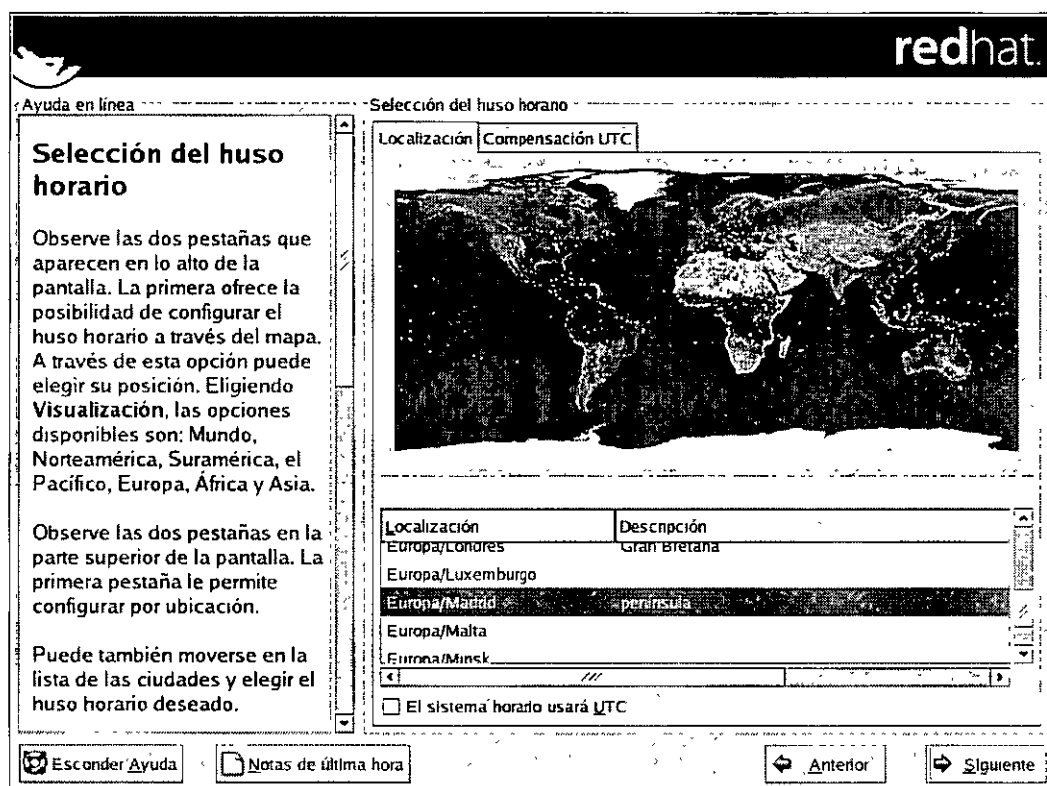 redhat.
Ayuda en línea
Selección del huso
horario
Observe las dos pestañas que
aparecen en lo alto de la
pantalla. La primera ofrece la
posibilidad de configurar el
huso horario a través del mapa.
A través de esta opción puede
elegir su posición. Eligiendo
Visualización, las opciones
disponibles son: Mundo,
Norteamérica, Suramérica, el
Pacífico, Europa, África y Asia.
Observe las dos pestañas en la
parte superior de la pantalla. La
primera pestaña le permite
configurar por ubicación.
Puede también moverse en la
lista de las ciudades y elegir el
huso horario deseado.
Selección del huso horario
Localización Compensación UTC
Localización Descripción
Europa/Londres Gran Bretaña
Europa/Luxemburgo
Europa/Madrid península
Europa/Malta
Europa/Minsk
El sistema horario usará UTC
Esconder Ayuda Notas de última hora Anterior Siguiente